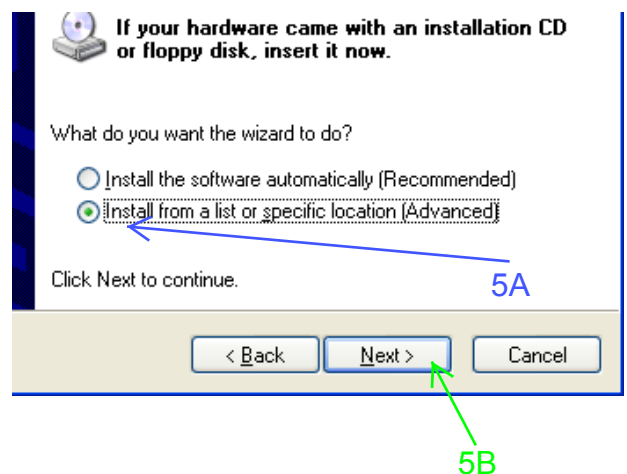 If your hardware came with an installation CD
or floppy disk, insert it now.
What do you want the wizard to do?
Install the software automatically (Recommended)
Install from a list or specific location (Advanced)
Click Next to continue.
5A
< Back Next > Cancel
5B